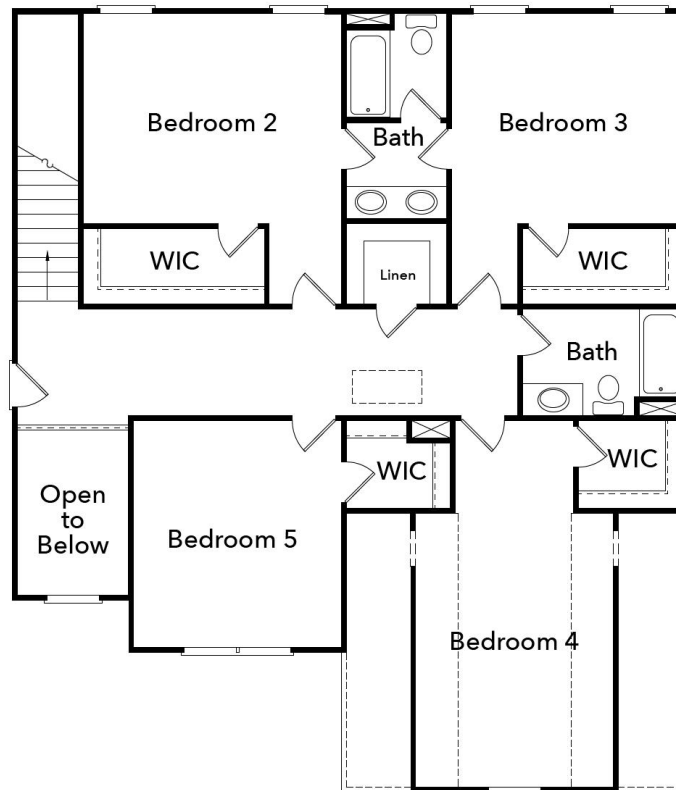 Bedroom 2
Bath
Bedroom 3
WIC
Linen
WIC
Bath
WIC
WIC
Open
to
Below
Bedroom 5
Bedroom 4